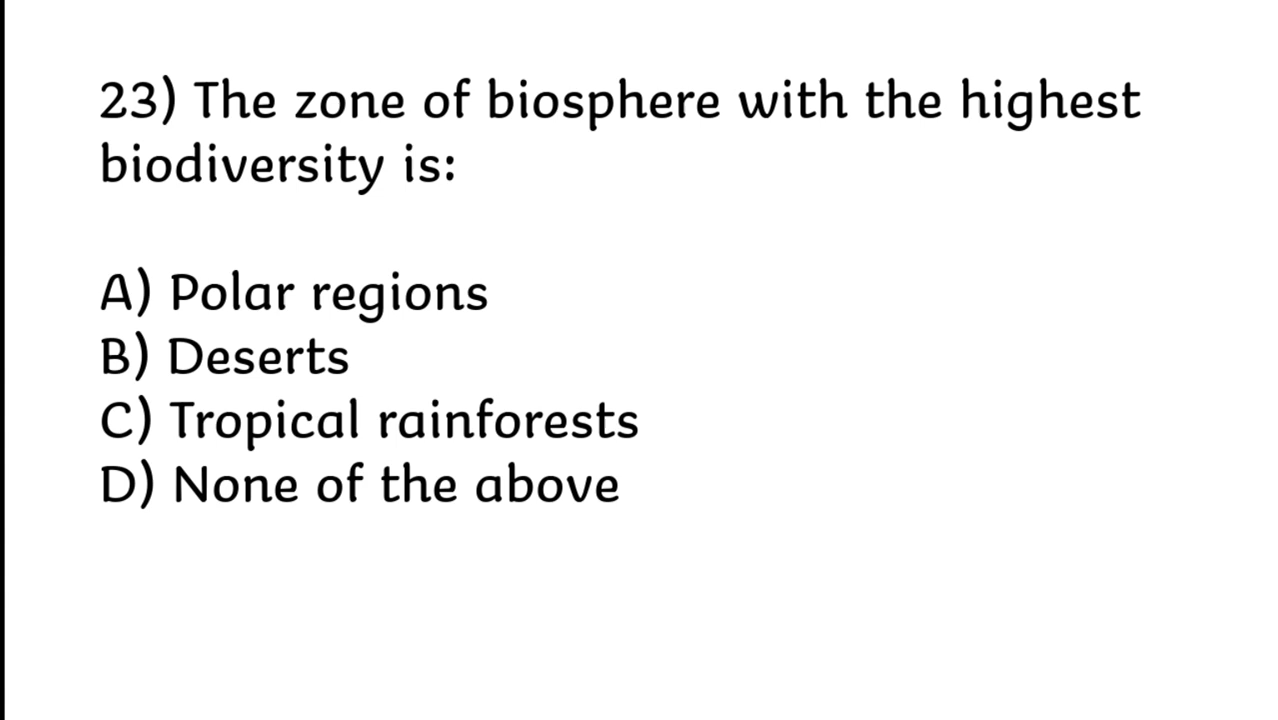 23) The zone of biosphere with the highest
biodiversity is:
A) Polar regions
B) Deserts
C) Tropical rainforests
D) None of the above